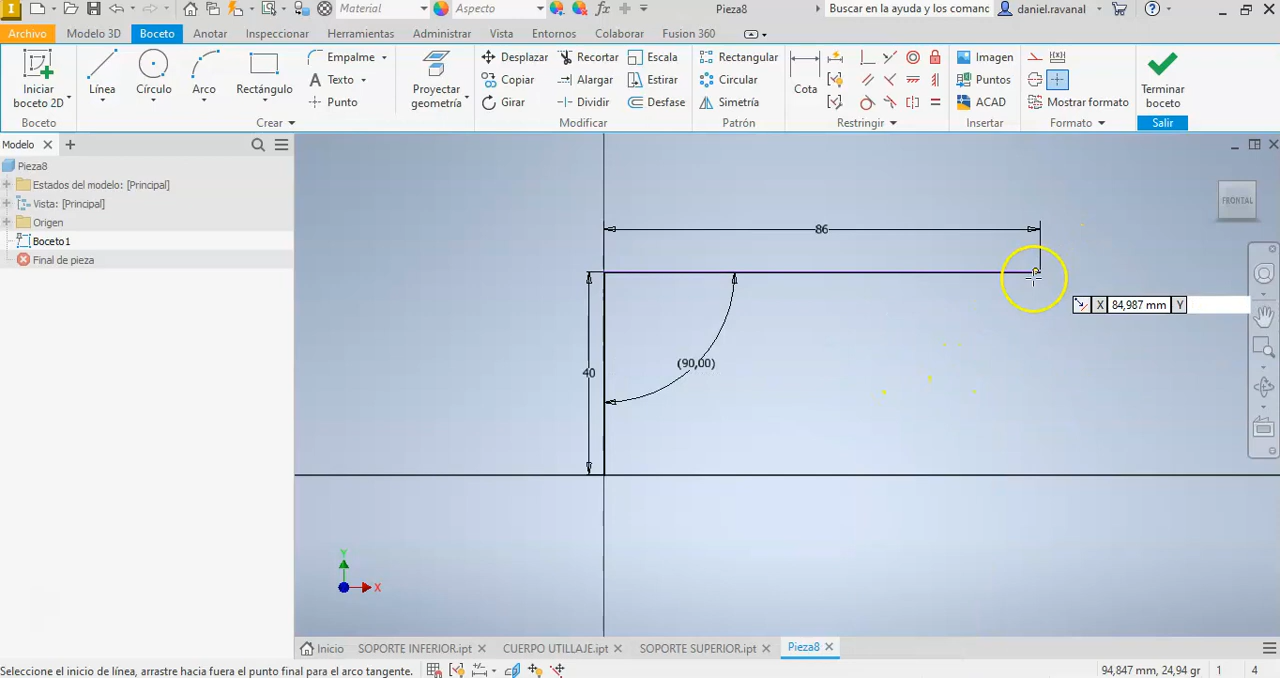 Material Aspecto fx Pieza8 Buscar en la ayuda y los comanc daniel.ravanal
Archivo Modelo 3D Boceto Anotar Inspeccionar Herramientas Administrar Vista Entornos Colaborar Fusion 360
Iniciar boceto 2D
Línea
Círculo
Arco
Rectángulo
Empalme
Texto
Punto
Proyectar geometría
Desplazar
Copiar
Girar
Recortar
Alargar
Dividir
Escala
Estirar
Desfase
Rectangular
Circular
Simetría
Cota
Imagen
Puntos
ACAD
Mostrar formato
Terminar boceto
Boceto Crear Modificar Patrón Restringir Insertar Formato Salir
Modelo
Pieza8
Estados del modelo: [Principal]
Vista: [Principal]
Origen
Boceto1
Final de pieza
FRONTAL
86
X 84,987 mm Y
(90,00)
40
Y
X
Inicio SOPORTE INFERIOR.ipt CUERPO UTILLAJE.ipt SOPORTE SUPERIOR.ipt Pieza8
Seleccione el inicio de línea, arrastre hacia fuera el punto final para el arco tangente. 94,847 mm, 24,94 gr 1 4